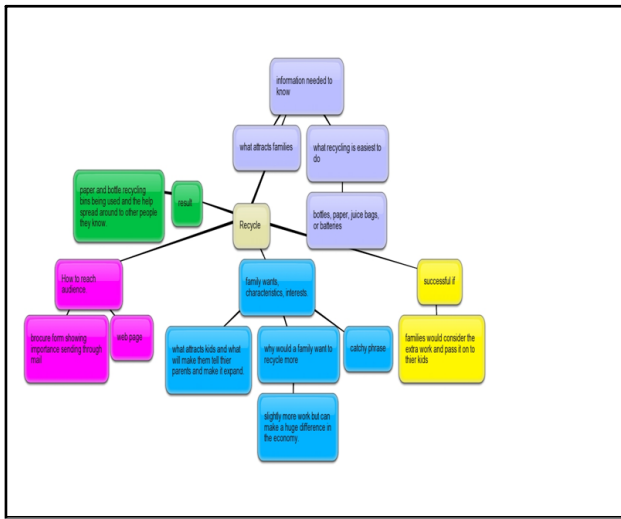 information needed to
know
what attracts families
what recycling is easiest to
do
paper and bottle recycling
bins being used and the help
spread around to other people
they know.
result
bottles, paper, juice bags,
or batteries
Recycle
How to reach
audience
family wants,
characteristics, interests
successful if
brocure form showing
importance sending through
mail
web page
what attracts kids and what
will make them tell thier
parents and make it expand.
why would a family want to
recycle more
catchy phrase
families would consider the
extra work and pass it on to
thier kids
slightly more work but can
make a huge difference in
the economy.